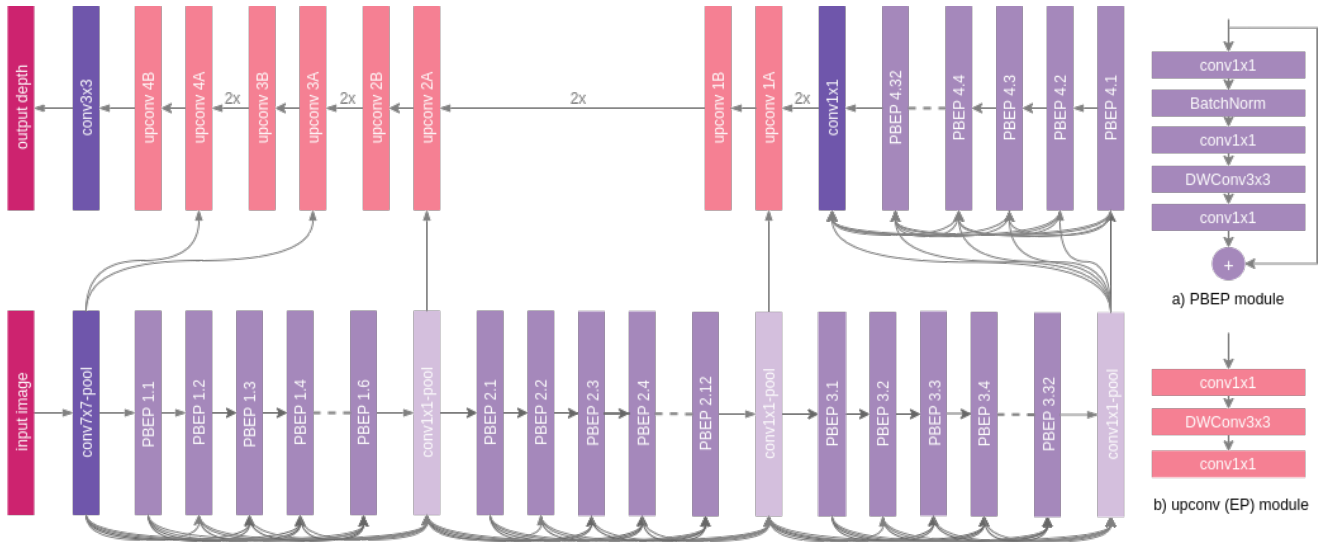 output depth
conv3x3
upconv 4B
upconv 4A
2x
upconv 3B
upconv 3A
2x
upconv 2B
upconv 2A
2x
upconv 1B
upconv 1A
2x
conv1x1
PBEP 4.32
PBEP 4.4
PBEP 4.3
PBEP 4.2
PBEP 4.1
input image
conv7x7-pool
PBEP 1.1
PBEP 1.2
PBEP 1.3
PBEP 1.4
PBEP 1.6
conv1x1-pool
PBEP 2.1
PBEP 2.2
PBEP 2.3
PBEP 2.4
PBEP 2.12
conv1x1-pool
PBEP 3.1
PBEP 3.2
PBEP 3.3
PBEP 3.4
PBEP 3.32
conv1x1-pool
conv1x1
BatchNorm
conv1x1
DWConv3x3
conv1x1
+
a) PBEP module
conv1x1
DWConv3x3
conv1x1
b) upconv (EP) module